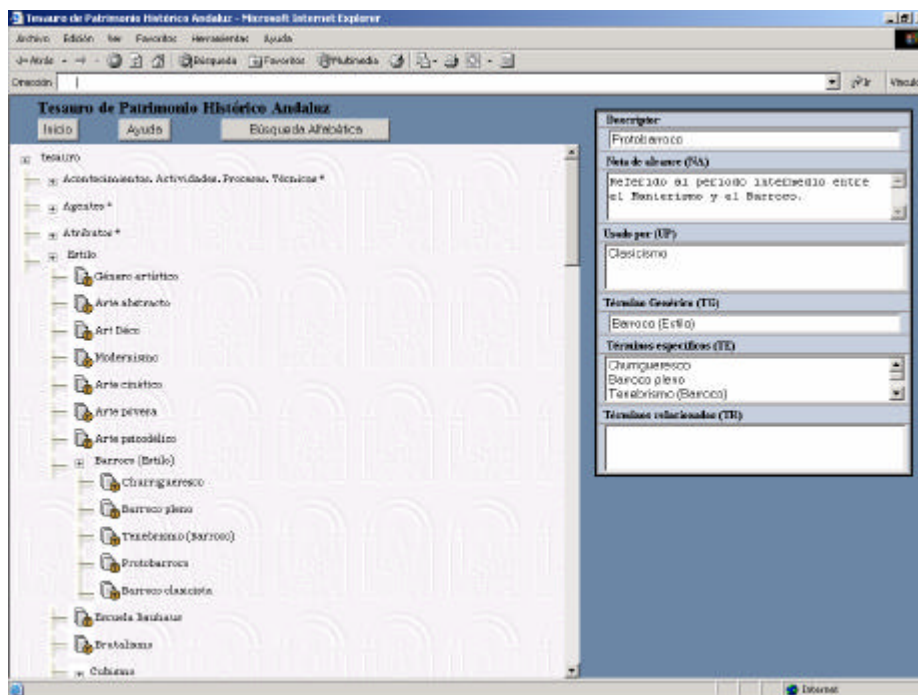 Tesauro de Patrimonio Histórico Andaluz - Microsoft Internet Explorer
Archivo Edición Ver Favoritos Herramientas Ayuda
Atrás Búsqueda Favoritos Multimedia
Dirección Ir Vínculos
Tesauro de Patrimonio Histórico Andaluz
Inicio Ayuda Búsqueda Alfabética
tesauro
Acontecimientos, Actividades, Procesos, Técnicas *
Agentes *
Atributos *
Estilo
Género artístico
Arte abstracto
Art Déco
Modernismo
Arte cinético
Arte povera
Arte psicodélico
Barroco (Estilo)
Churrigueresco
Barroco pleno
Tenebrismo (Barroco)
Protobarroco
Barroco clasicista
Escuela Bauhaus
Brutalismo
Cubismo
Descriptor
Protobarroco
Nota de alcance (NA)
Referido al periodo intermedio entre
el Manierismo y el Barroco.
Usado por (UP)
Clasicismo
Término Genérico (TG)
Barroco (Estilo)
Términos específicos (TE)
Churrigueresco
Barroco pleno
Tenebrismo (Barroco)
Términos relacionados (TR)
Internet